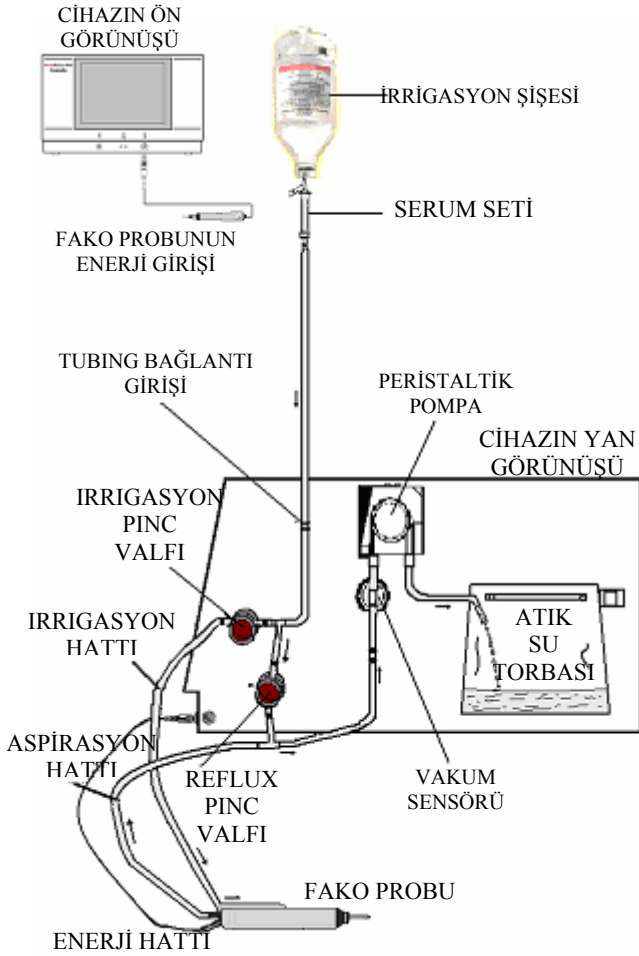 CİHAZIN ÖN
GÖRÜNÜŞÜ
İRRİGASYON ŞİŞESİ
SERUM SETİ
FAKO PROBUNUN
ENERJİ GİRİŞİ
TUBING BAĞLANTI
GİRİŞİ
PERİSTALTİK
POMPA
CİHAZIN YAN
GÖRÜNÜŞÜ
IRRIGASYON
PINC
VALFI
IRRIGASYON
HATTI
ATIK
SU
TORBASI
ASPİRASYON
HATTI
REFLUX
PINC
VALFI
VAKUM
SENSÖRÜ
FAKO PROBU
ENERJİ HATTI